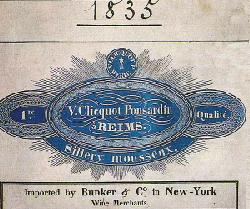 1835
V. Clicquot Ponsardin
1re Qualité.
REIMS.
Sillery mousseux.
Imported by Bunker & Co. in New-York
Wine Merchants.